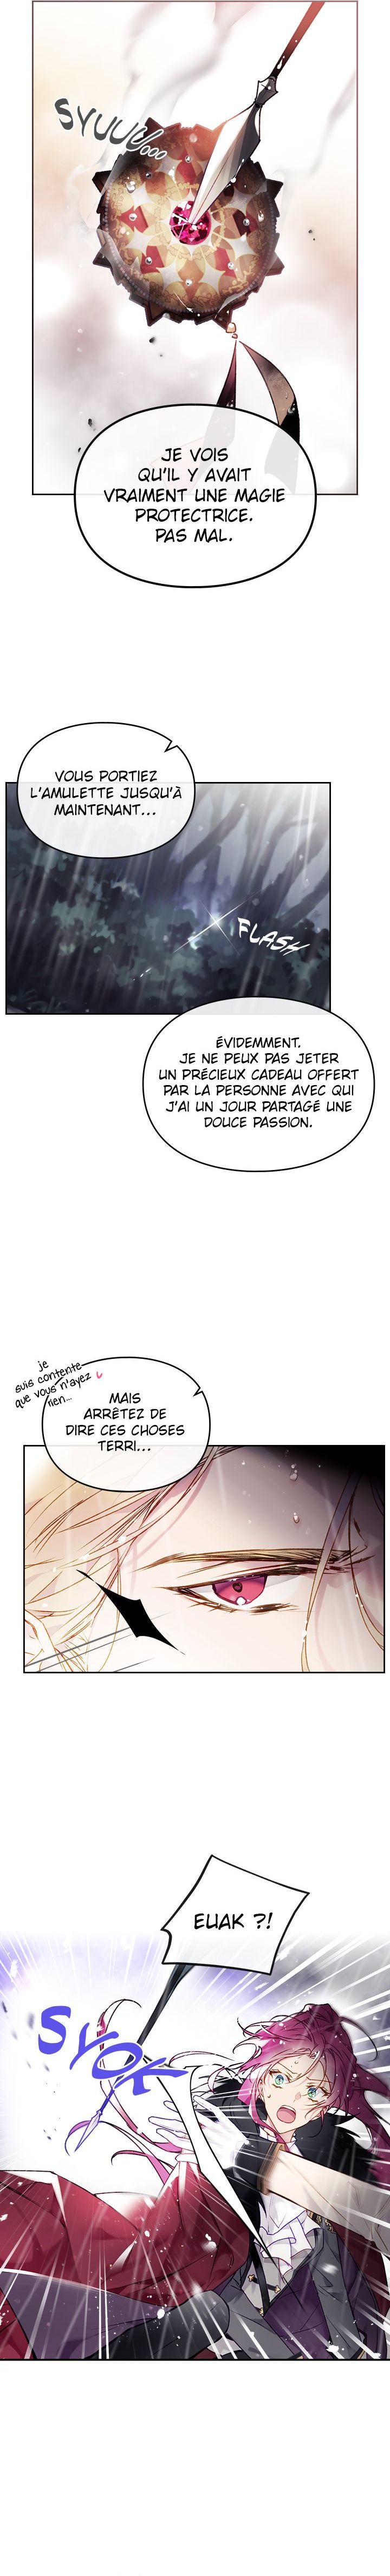 SYUUUooo
JE VOIS
QU'IL Y AVAIT
VRAIMENT UNE MAGIE
PROTECTRICE.
PAS MAL.
VOUS PORTIEZ
L'AMULETTE JUSQU'À
MAINTENANT...
FLASH
ÉVIDEMMENT.
JE NE PEUX PAS JETER
UN PRÉCIEUX CADEAU OFFERT
PAR LA PERSONNE AVEC QUI
J'AI UN JOUR PARTAGÉ UNE
DOUCE PASSION.
je
suis contente
que vous n'ayez
rien...
MAIS
ARRÊTEZ DE
DIRE CES CHOSES
TERRI...
EUAK ?!
SYOK